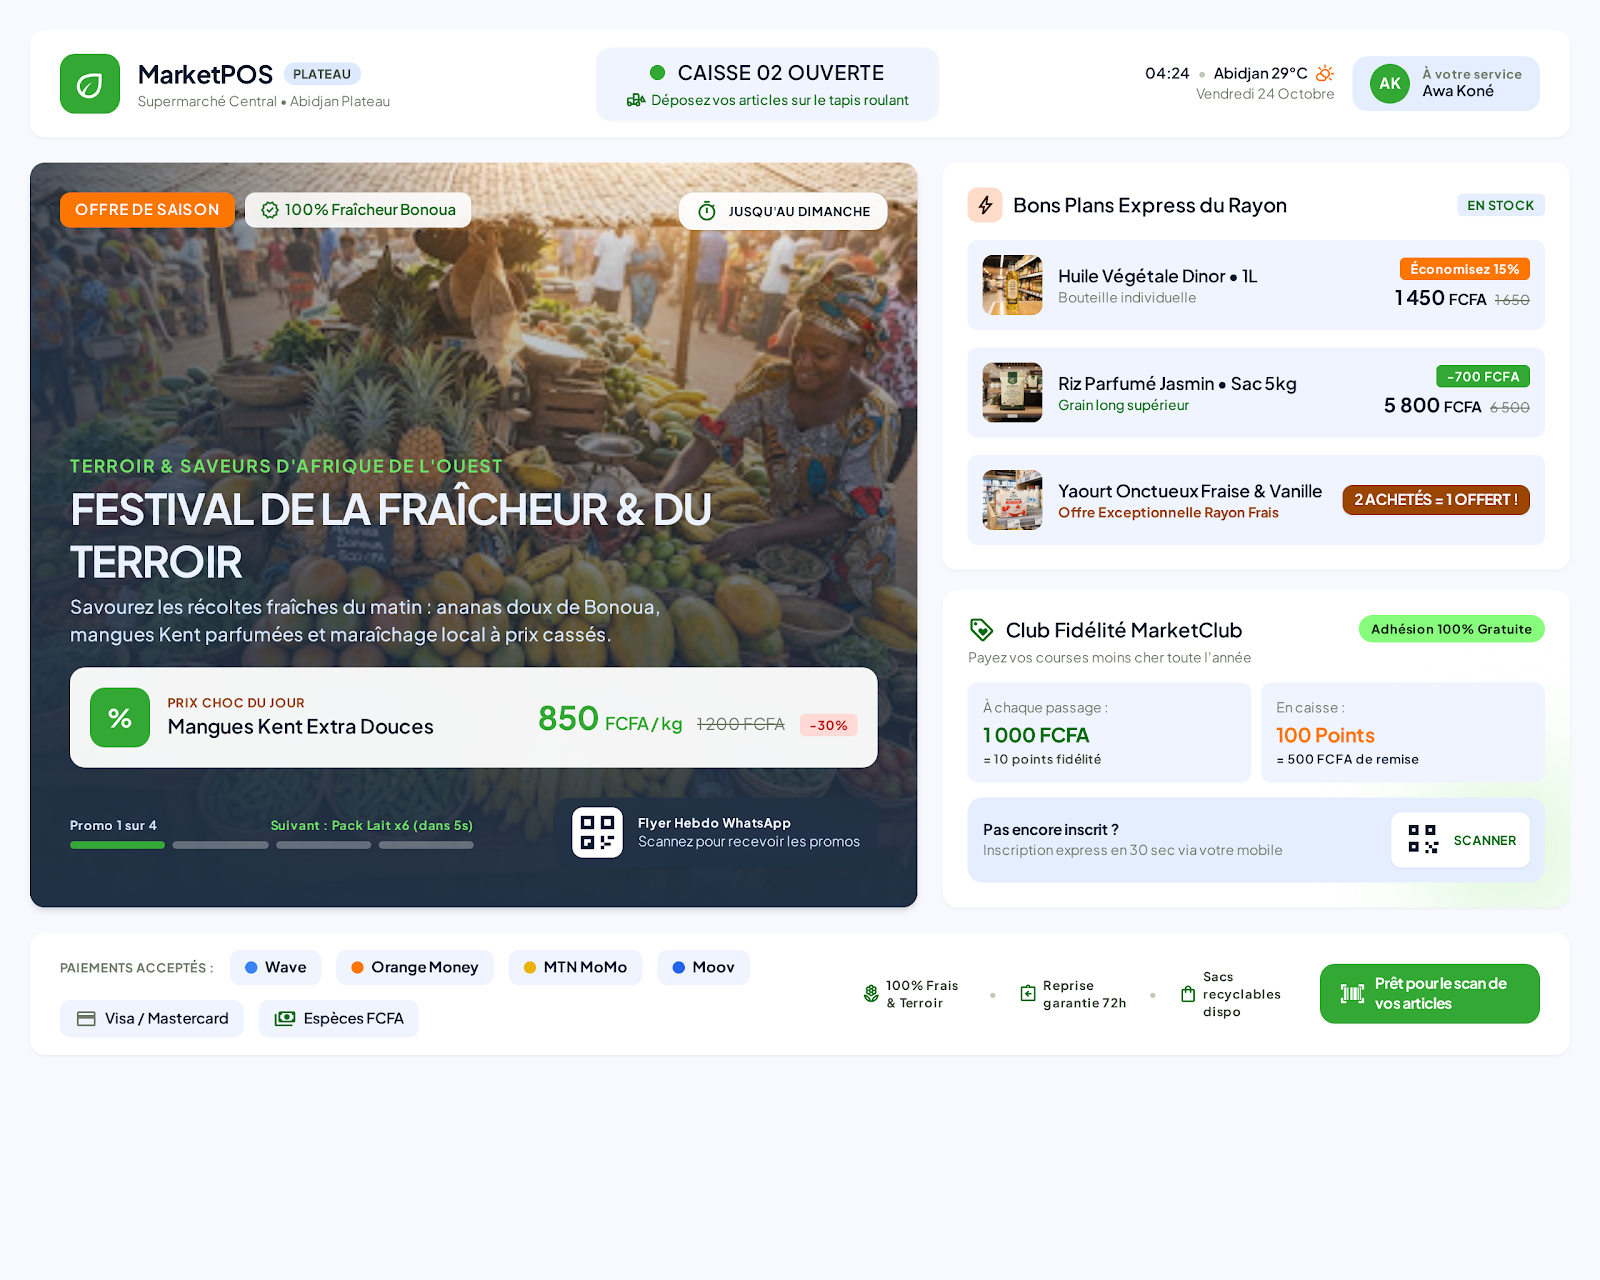 MarketPOS PLATEAU
Supermarché Central • Abidjan Plateau
CAISSE 02 OUVERTE
Déposez vos articles sur le tapis roulant
04:24 • Abidjan 29°C
Vendredi 24 Octobre
AK
À votre service
Awa Koné
OFFRE DE SAISON
100% Fraîcheur Bonoua
JUSQU'AU DIMANCHE
TERROIR & SAVEURS D'AFRIQUE DE L'OUEST
FESTIVAL DE LA FRAÎCHEUR & DU
TERROIR
Savourez les récoltes fraîches du matin : ananas doux de Bonoua,
mangues Kent parfumées et maraîchage local à prix cassés.
%
PRIX CHOC DU JOUR
Mangues Kent Extra Douces
850 FCFA / kg 1 200 FCFA -30%
Promo 1 sur 4
Suivant : Pack Lait x6 (dans 5s)
Flyer Hebdo WhatsApp
Scannez pour recevoir les promos
Bons Plans Express du Rayon
EN STOCK
Huile Végétale Dinor • 1L
Bouteille individuelle
Économisez 15%
1 450 FCFA 1 650
Riz Parfumé Jasmin • Sac 5kg
Grain long supérieur
-700 FCFA
5 800 FCFA 6 500
Yaourt Onctueux Fraise & Vanille
Offre Exceptionnelle Rayon Frais
2 ACHETÉS = 1 OFFERT !
Club Fidélité MarketClub
Adhésion 100% Gratuite
Payez vos courses moins cher toute l'année
À chaque passage :
1 000 FCFA
= 10 points fidélité
En caisse :
100 Points
= 500 FCFA de remise
Pas encore inscrit ?
Inscription express en 30 sec via votre mobile
SCANNER
PAIEMENTS ACCEPTÉS :
Wave
Orange Money
MTN MoMo
Moov
Visa / Mastercard
Espèces FCFA
100% Frais
& Terroir
•
Reprise
garantie 72h
•
Sacs
recyclables
dispo
Prêt pour le scan de
vos articles